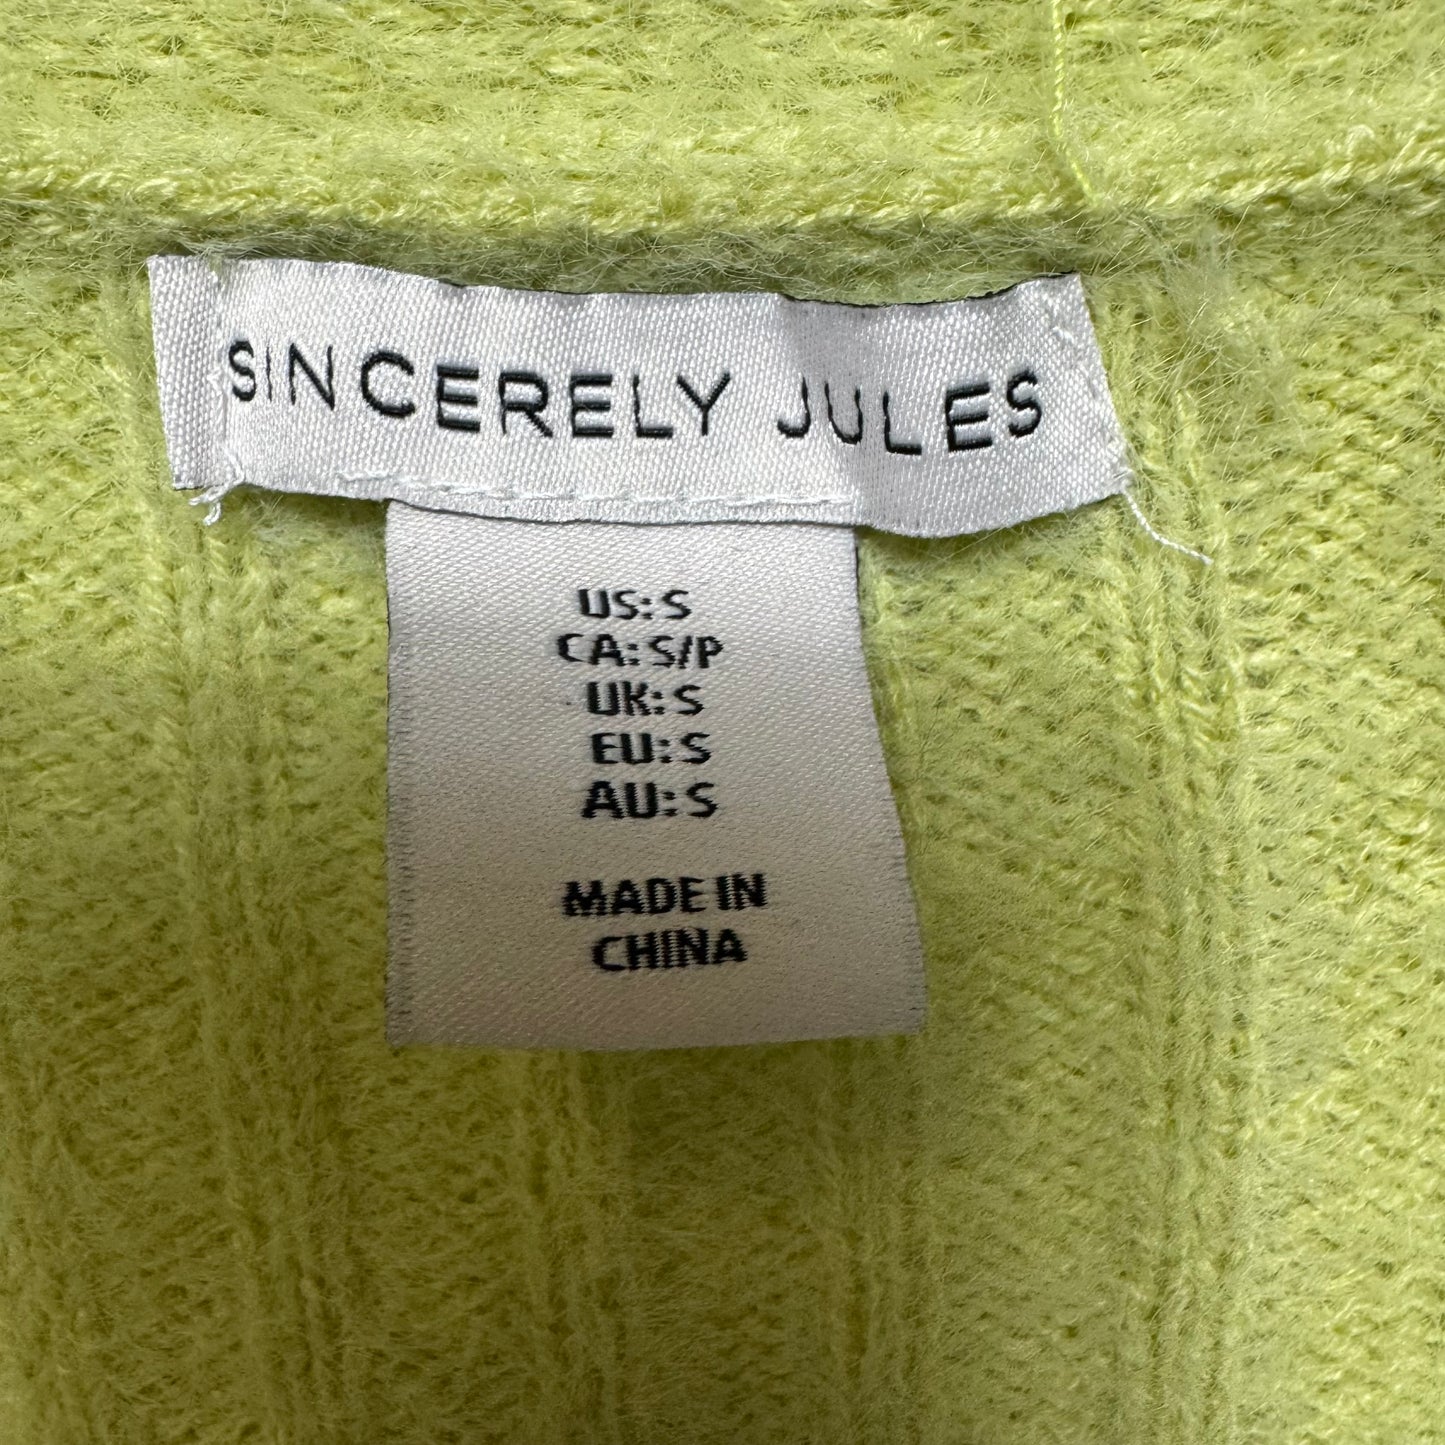 SINCERELY JULES
US: S
CA: S/P
UK: S
EU: S
AU: S
MADE IN
CHINA